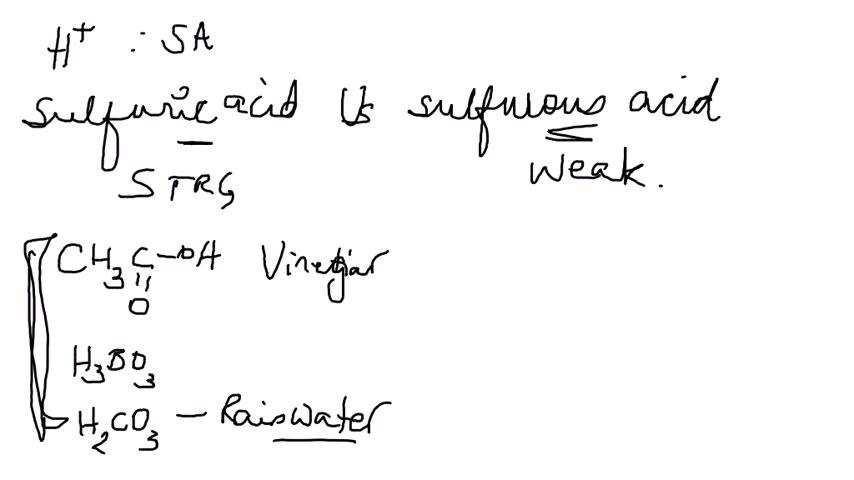 H⁺ ∴ SA
Sulfuric acid Vs sulfurous acid
STRG weak.
CH₃C-OH Vinegar
O
H₃BO₃
H₂CO₃ - Rainwater